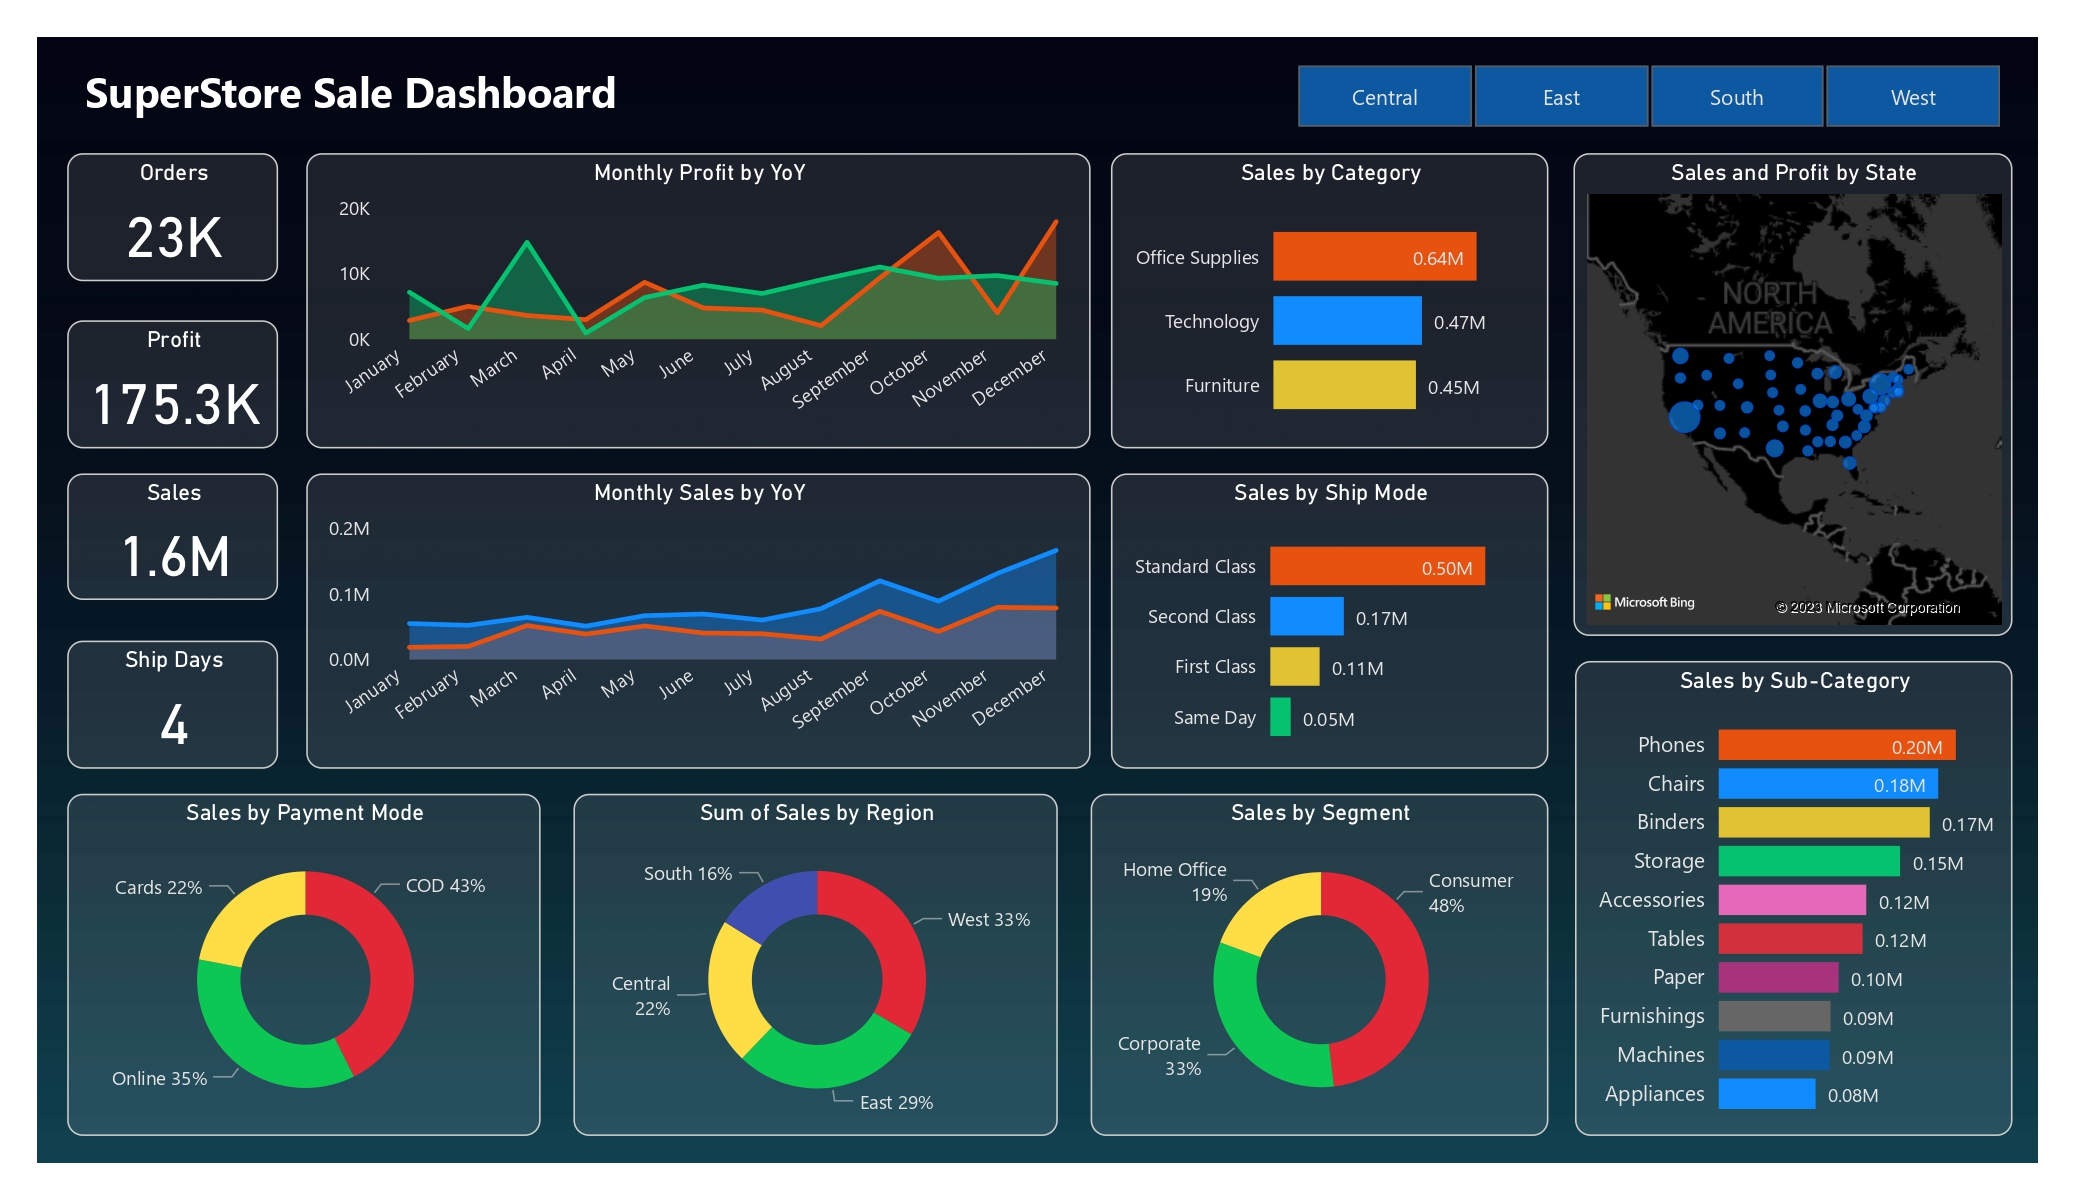 SuperStore Sale Dashboard
Central
East
South
West
Orders
23K
Profit
175.3K
Sales
1.6M
Ship Days
4
Monthly Profit by YoY
20K
10K
0K
January
February
March
April
May
June
July
August
September
October
November
December
Monthly Sales by YoY
0.2M
0.1M
0.0M
January
February
March
April
May
June
July
August
September
October
November
December
Sales by Category
Office Supplies 0.64M
Technology 0.47M
Furniture 0.45M
Sales by Ship Mode
Standard Class 0.50M
Second Class 0.17M
First Class 0.11M
Same Day 0.05M
Sales and Profit by State
NORTH
AMERICA
Microsoft Bing
© 2023 Microsoft Corporation
Sales by Sub-Category
Phones 0.20M
Chairs 0.18M
Binders 0.17M
Storage 0.15M
Accessories 0.12M
Tables 0.12M
Paper 0.10M
Furnishings 0.09M
Machines 0.09M
Appliances 0.08M
Sales by Payment Mode
Cards 22%
COD 43%
Online 35%
Sum of Sales by Region
South 16%
West 33%
Central
22%
East 29%
Sales by Segment
Home Office
19%
Consumer
48%
Corporate
33%